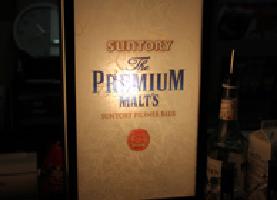 SUNTORY
The
PREMIUM
MALT'S
SUNTORY PILSNER BEER